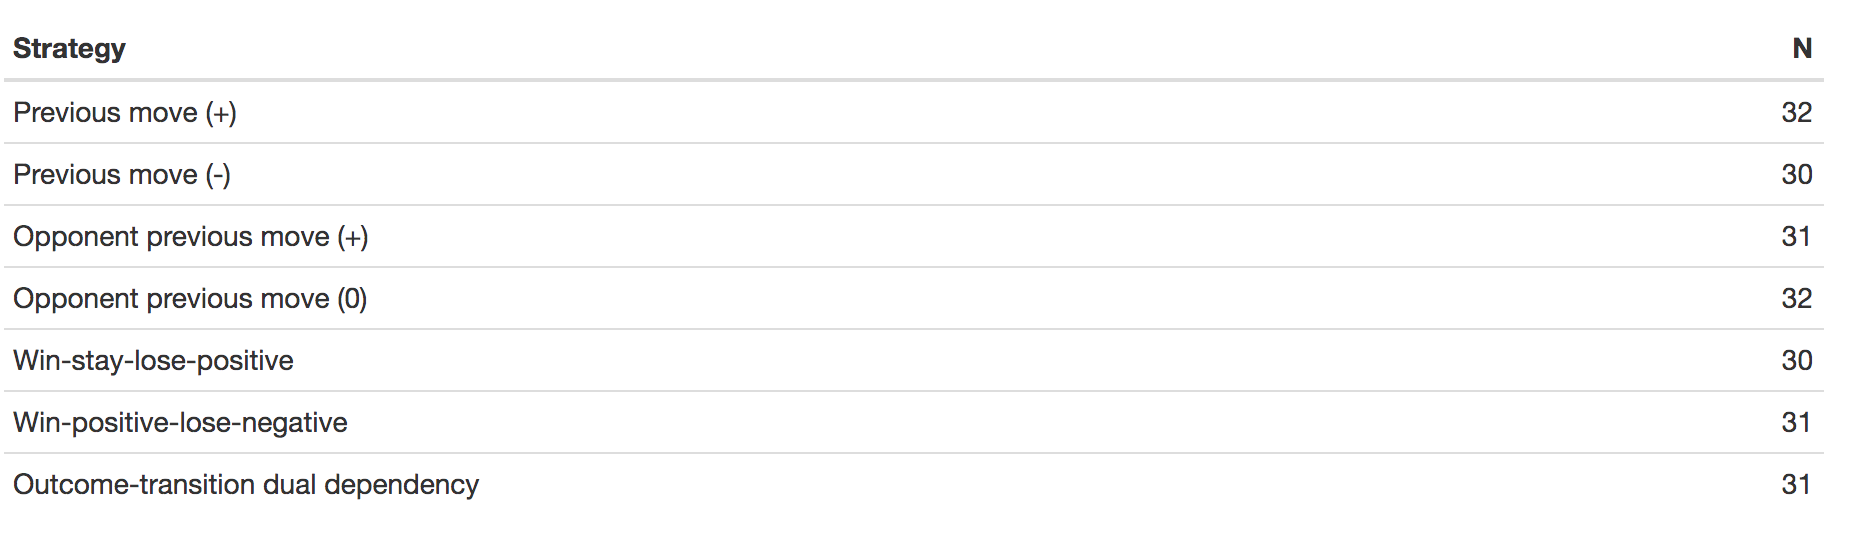 Strategy N
Previous move (+) 32
Previous move (-) 30
Opponent previous move (+) 31
Opponent previous move (0) 32
Win-stay-lose-positive 30
Win-positive-lose-negative 31
Outcome-transition dual dependency 31